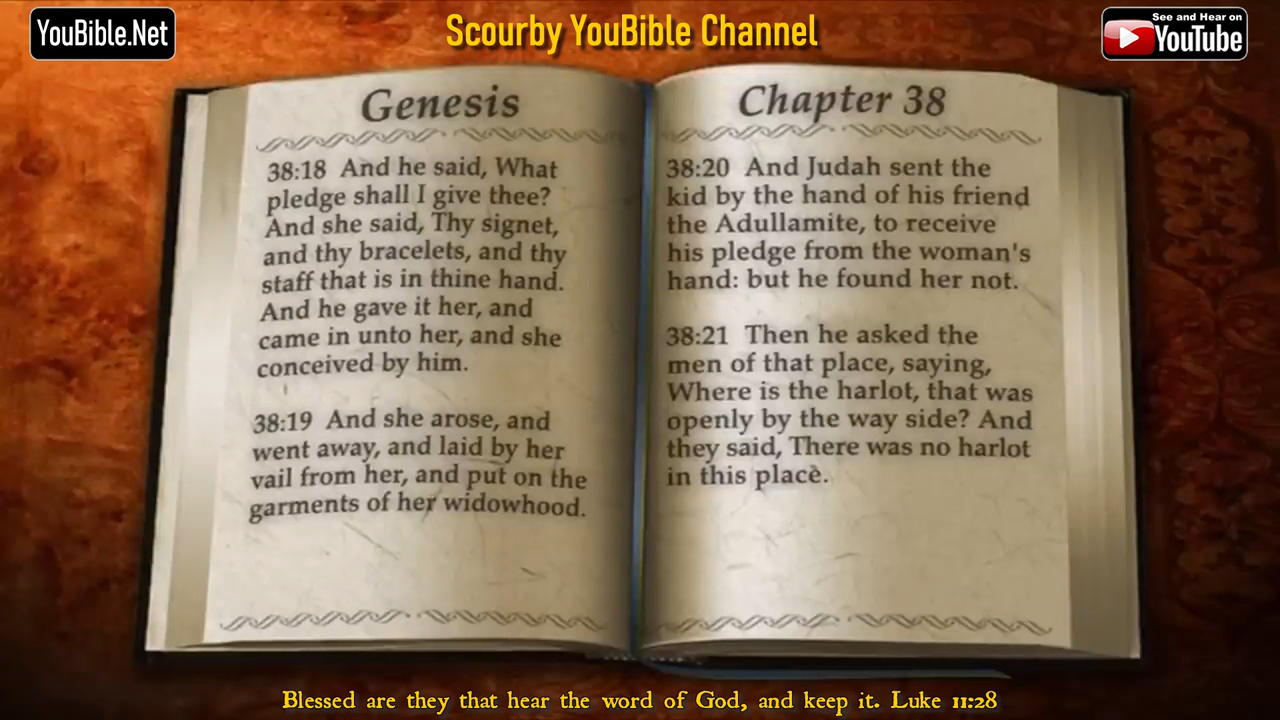 YouBible.Net
Scourby YouBible Channel
See and Hear on
YouTube
Genesis
38:18 And he said, What
pledge shall I give thee?
And she said, Thy signet,
and thy bracelets, and thy
staff that is in thine hand.
And he gave it her, and
came in unto her, and she
conceived by him.
38:19 And she arose, and
went away, and laid by her
vail from her, and put on the
garments of her widowhood.
Chapter 38
38:20 And Judah sent the
kid by the hand of his friend
the Adullamite, to receive
his pledge from the woman's
hand: but he found her not.
38:21 Then he asked the
men of that place, saying,
Where is the harlot, that was
openly by the way side? And
they said, There was no harlot
in this place.
Blessed are they that hear the word of God, and keep it. Luke 11:28